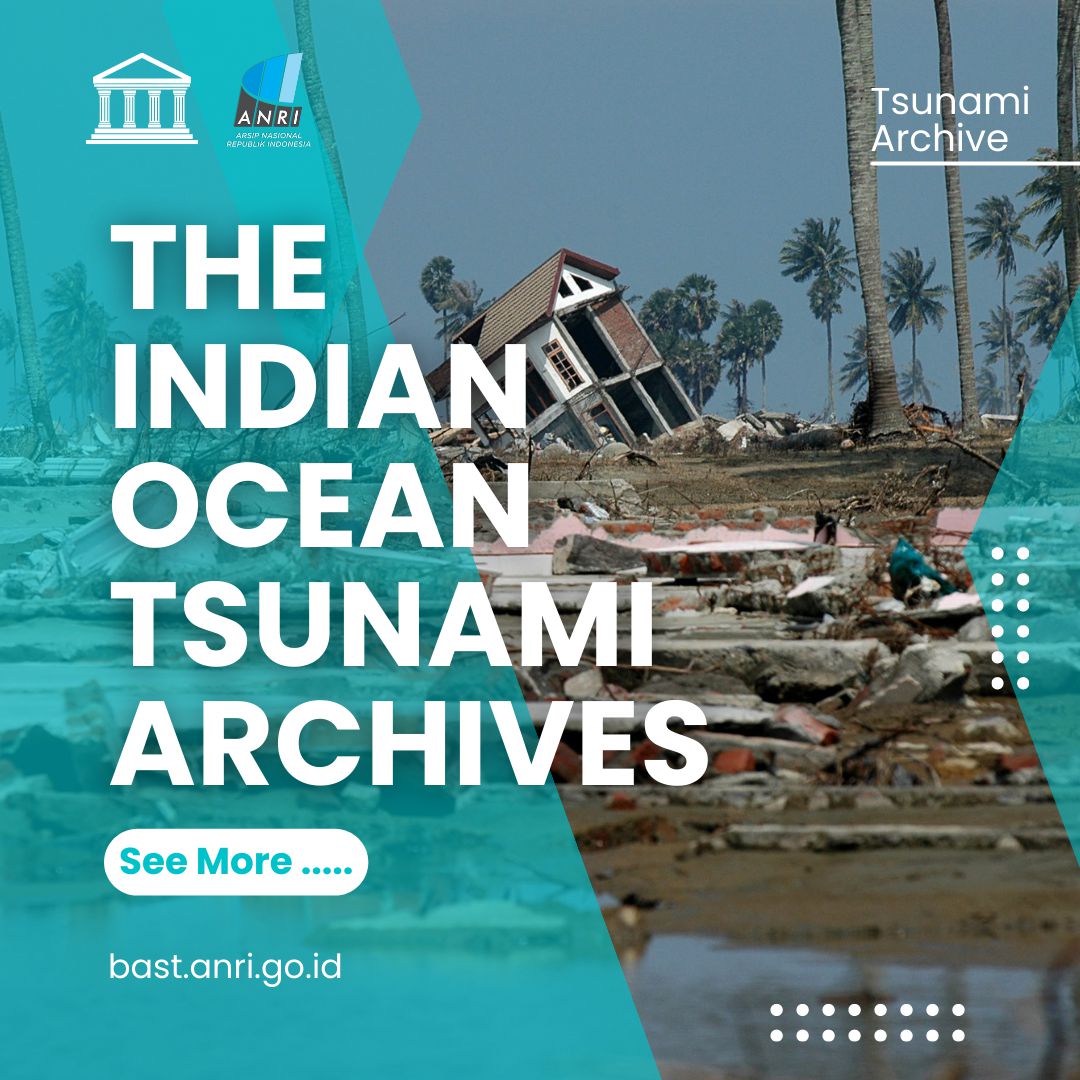 ANRI
ARSIP NASIONAL
REPUBLIK INDONESIA
Tsunami
Archive
THE
INDIAN
OCEAN
TSUNAMI
ARCHIVES
See More .....
bast.anri.go.id